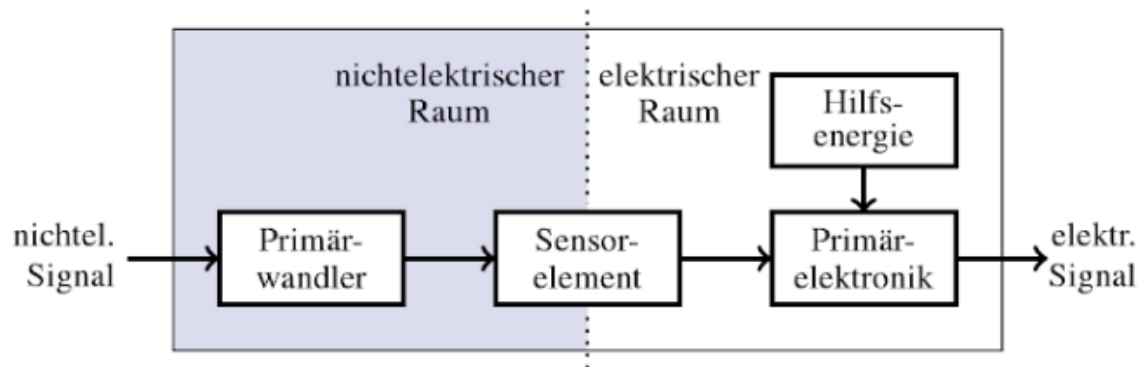 nichtelektrischer
Raum
elektrischer
Raum
Hilfs-
energie
nichtel.
Signal
Primär-
wandler
Sensor-
element
Primär-
elektronik
elektr.
Signal